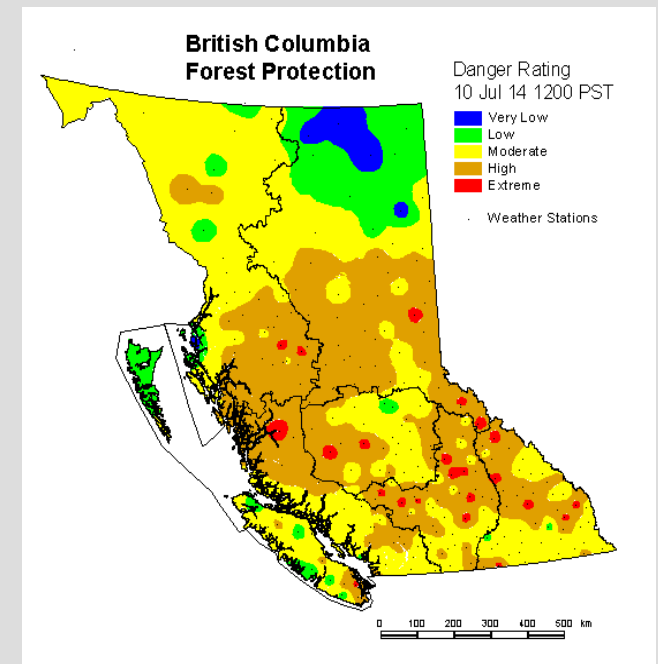 British Columbia
Forest Protection
Danger Rating
10 Jul 14 1200 PST
Very Low
Low
Moderate
High
Extreme
Weather Stations
0 100 200 300 400 500 km